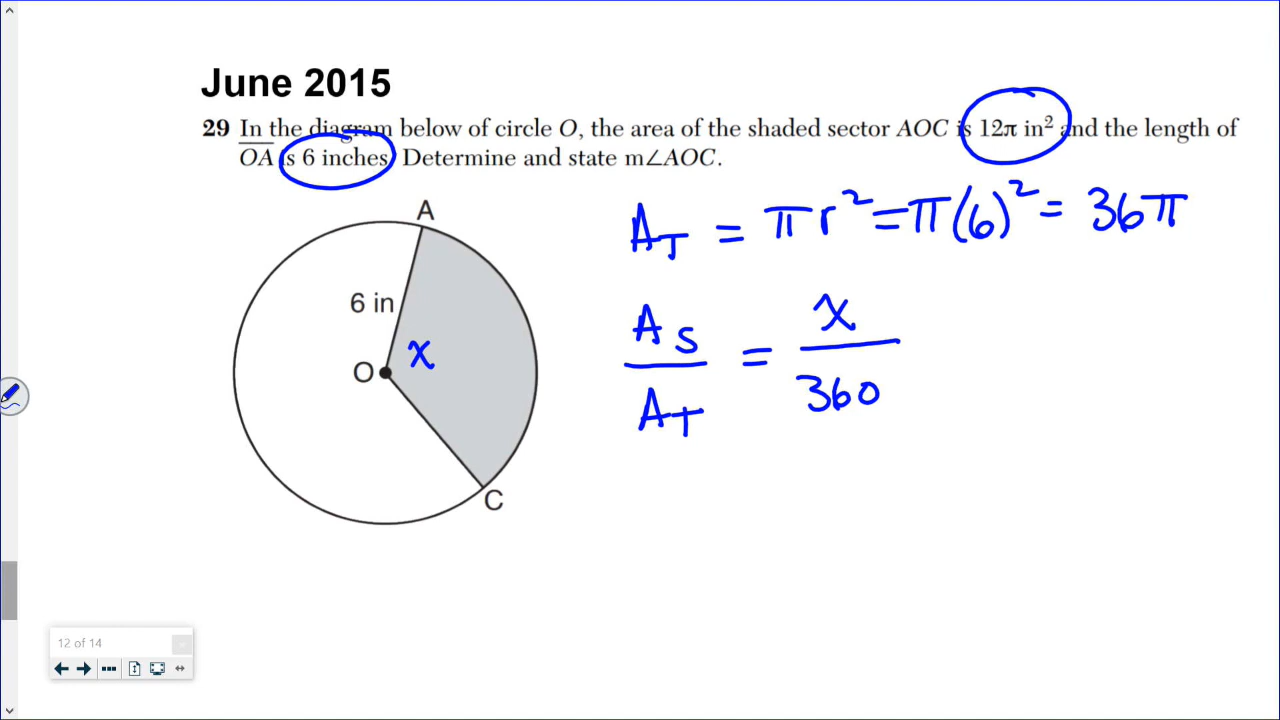 June 2015
29 In the diagram below of circle O, the area of the shaded sector AOC is 12π in² and the length of
OA is 6 inches. Determine and state m∠AOC.
A_T = πr² = π(6)² = 36π
A
6 in
x
O
C
A_S / A_T = x / 360
12 of 14